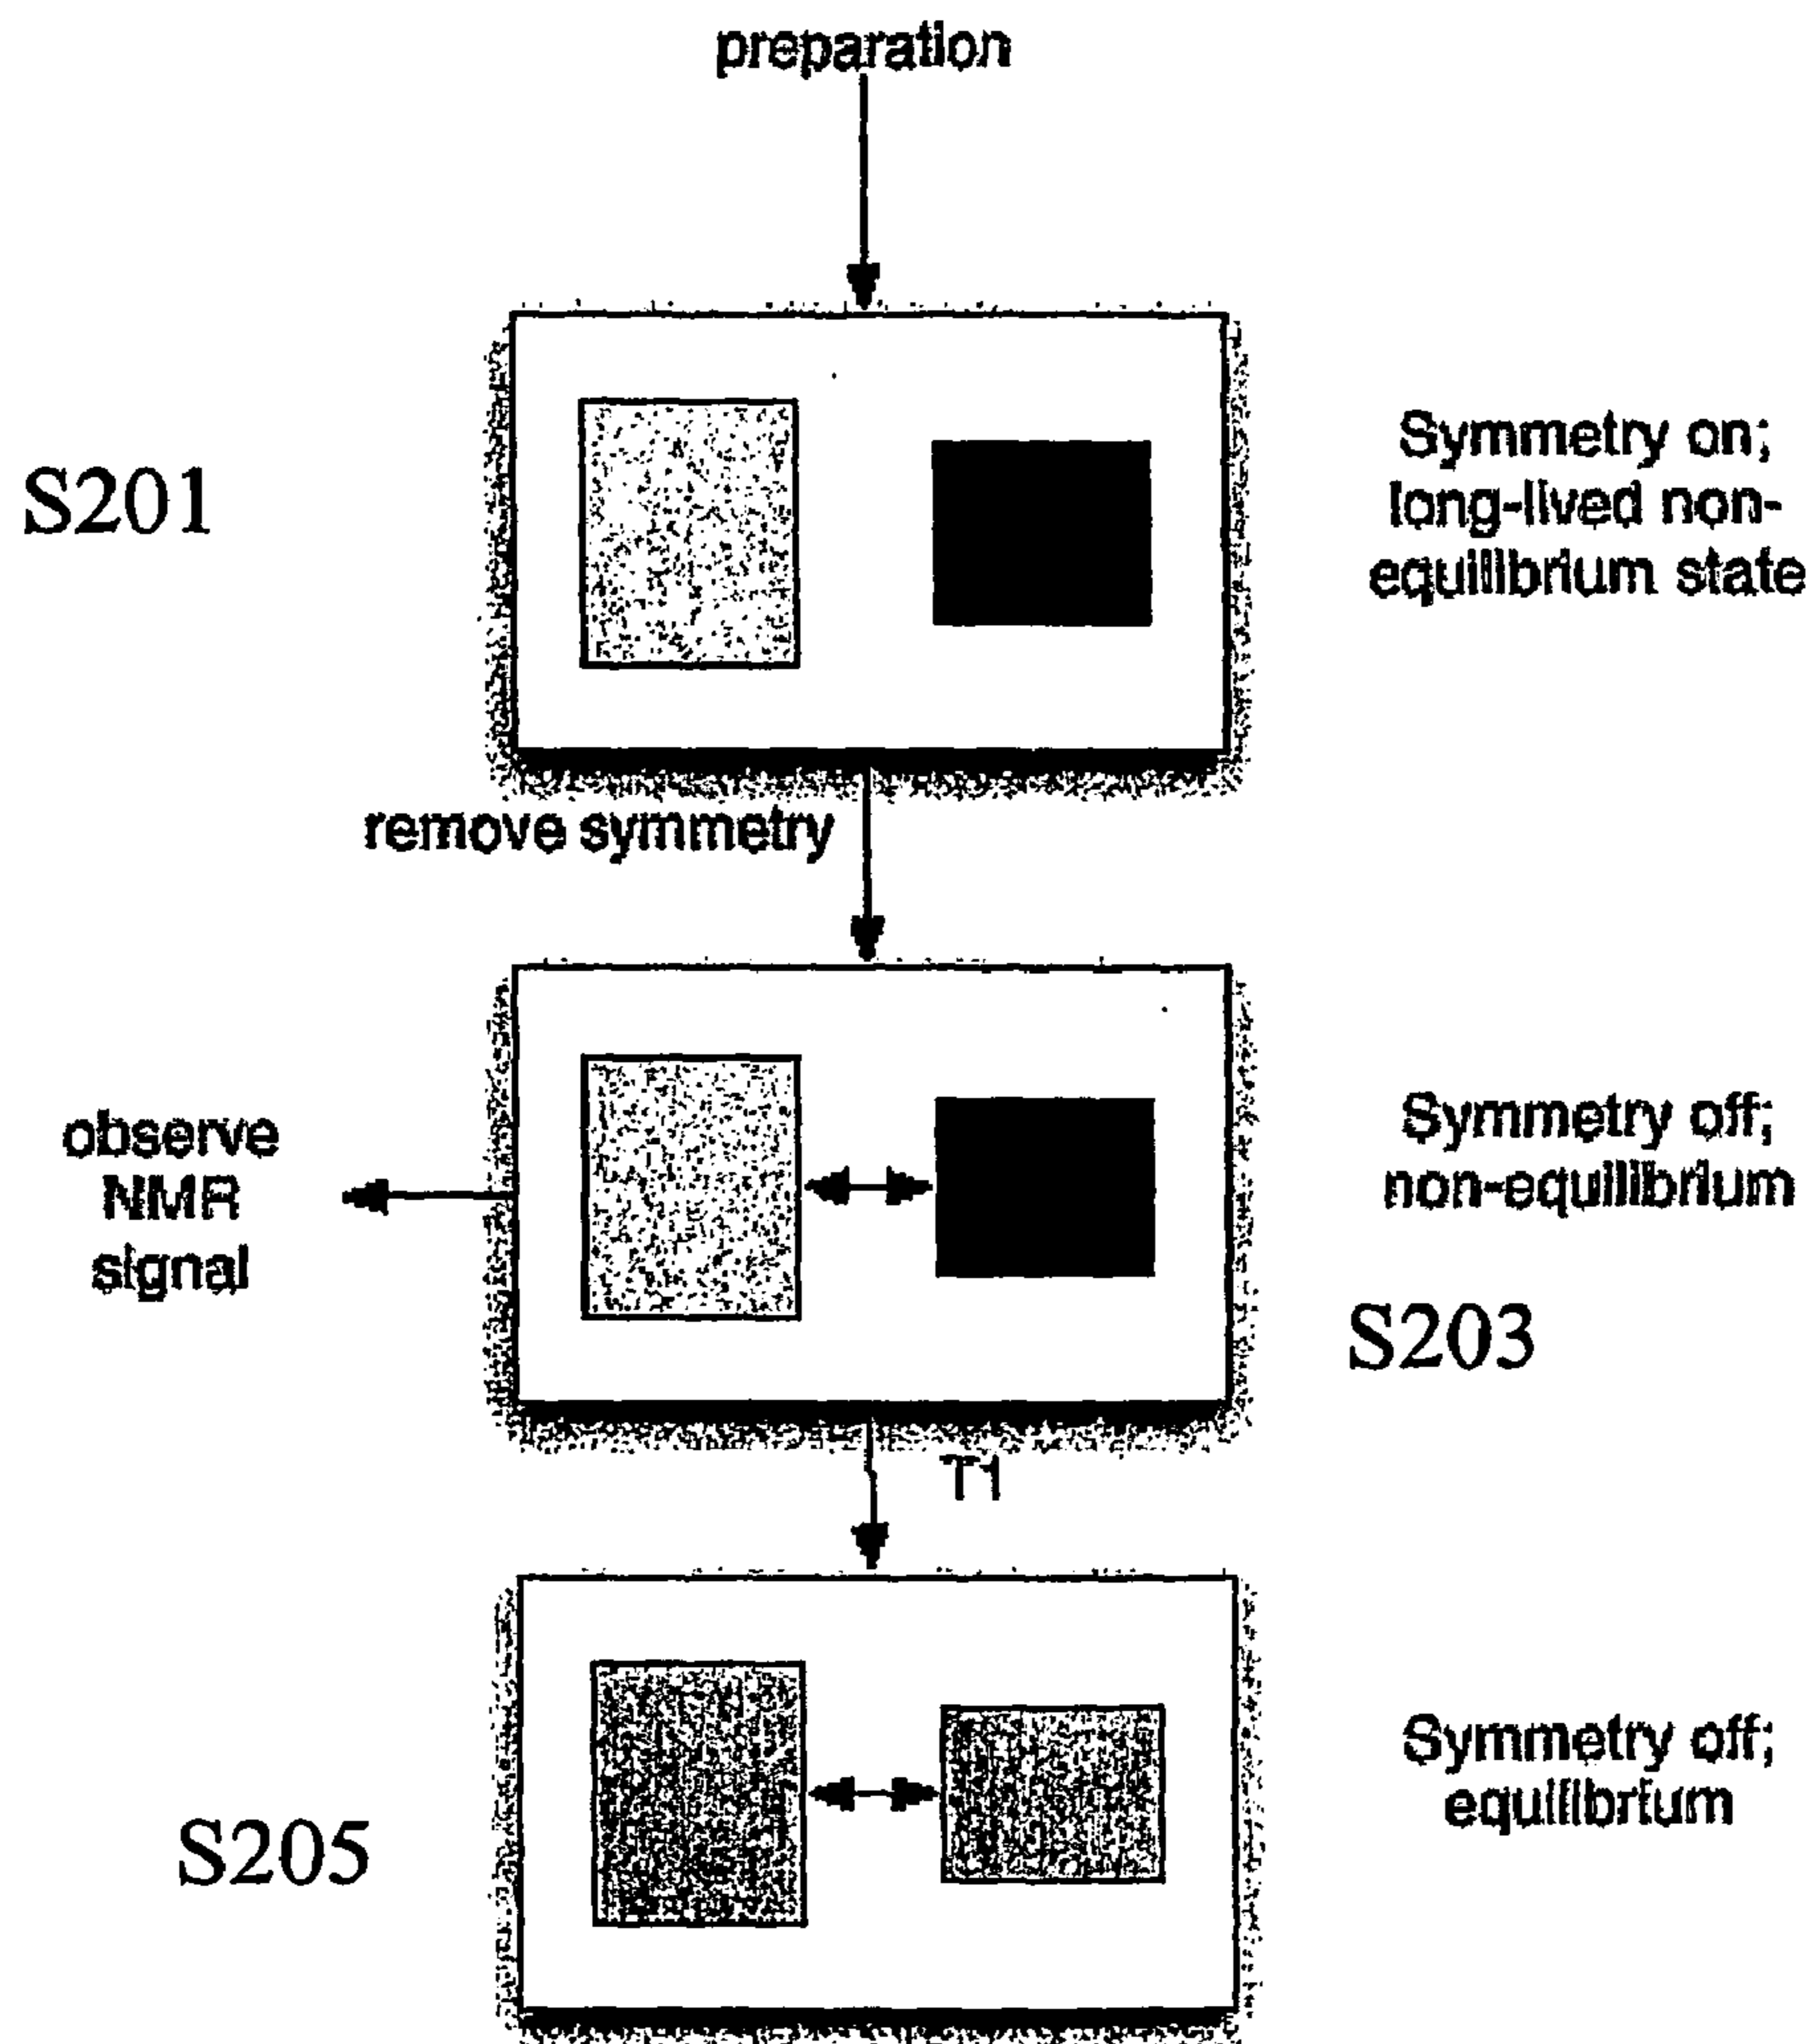 preparation
S201
Symmetry on;
long-lived non-
equilibrium state
remove symmetry
observe
NMR
signal
Symmetry off;
non-equilibrium
S203
T1
Symmetry off;
equilibrium
S205